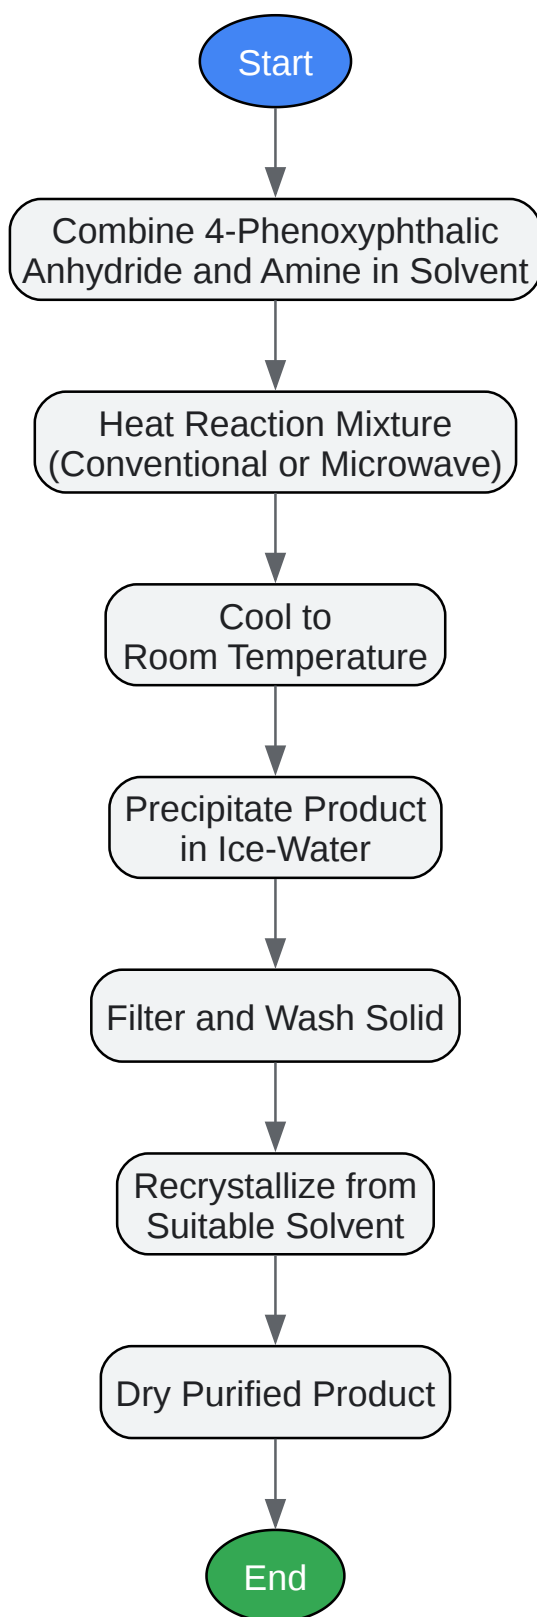 Start
Combine 4-Phenoxyphthalic
Anhydride and Amine in Solvent
Heat Reaction Mixture
(Conventional or Microwave)
Cool to
Room Temperature
Precipitate Product
in Ice-Water
Filter and Wash Solid
Recrystallize from
Suitable Solvent
Dry Purified Product
End